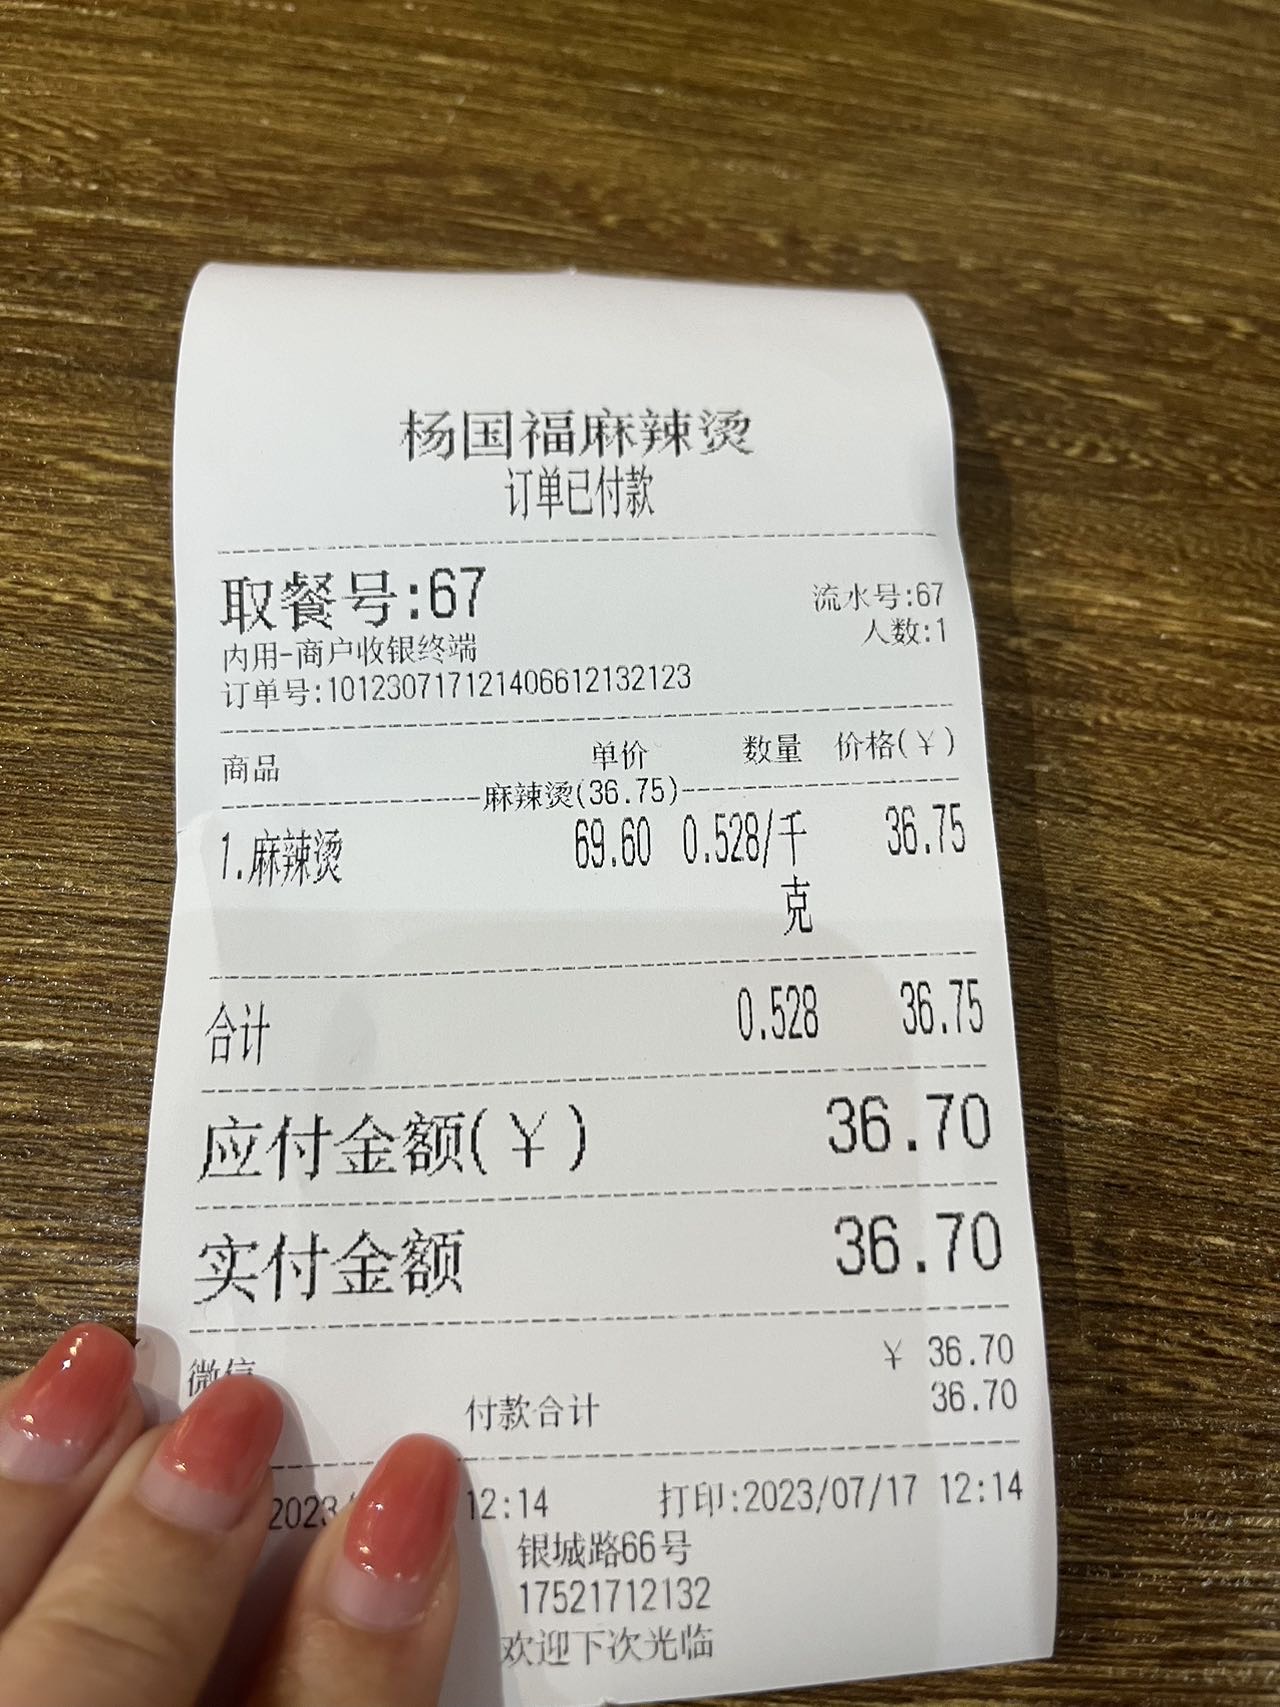 杨国福麻辣烫
订单已付款
取餐号:67
流水号:67
内用-商户收银终端
人数:1
订单号:101230717121406612132123
商品 单价 数量 价格(¥)
麻辣烫(36.75)
1.麻辣烫 69.60 0.528/千克 36.75
合计 0.528 36.75
应付金额(¥) 36.70
实付金额 36.70
微信 ¥ 36.70
付款合计 36.70
2023/ 12:14 打印:2023/07/17 12:14
银城路66号
17521712132
欢迎下次光临